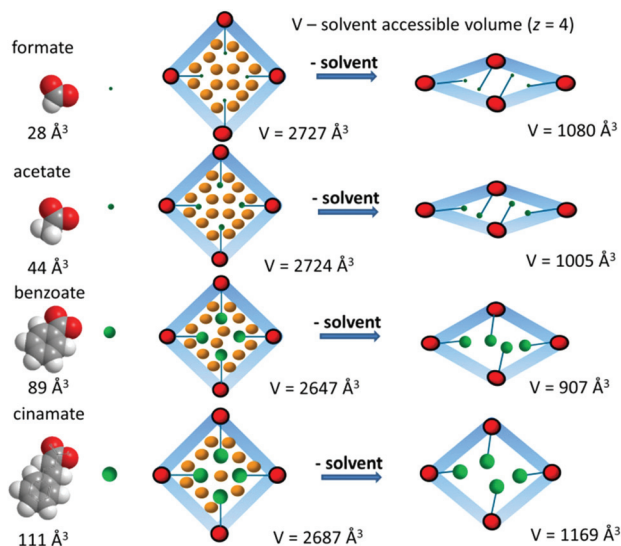 V – solvent accessible volume (z = 4)
formate
- solvent
28 Å³
V = 2727 Å³
V = 1080 Å³
acetate
- solvent
44 Å³
V = 2724 Å³
V = 1005 Å³
benzoate
- solvent
89 Å³
V = 2647 Å³
V = 907 Å³
cinamate
- solvent
111 Å³
V = 2687 Å³
V = 1169 Å³